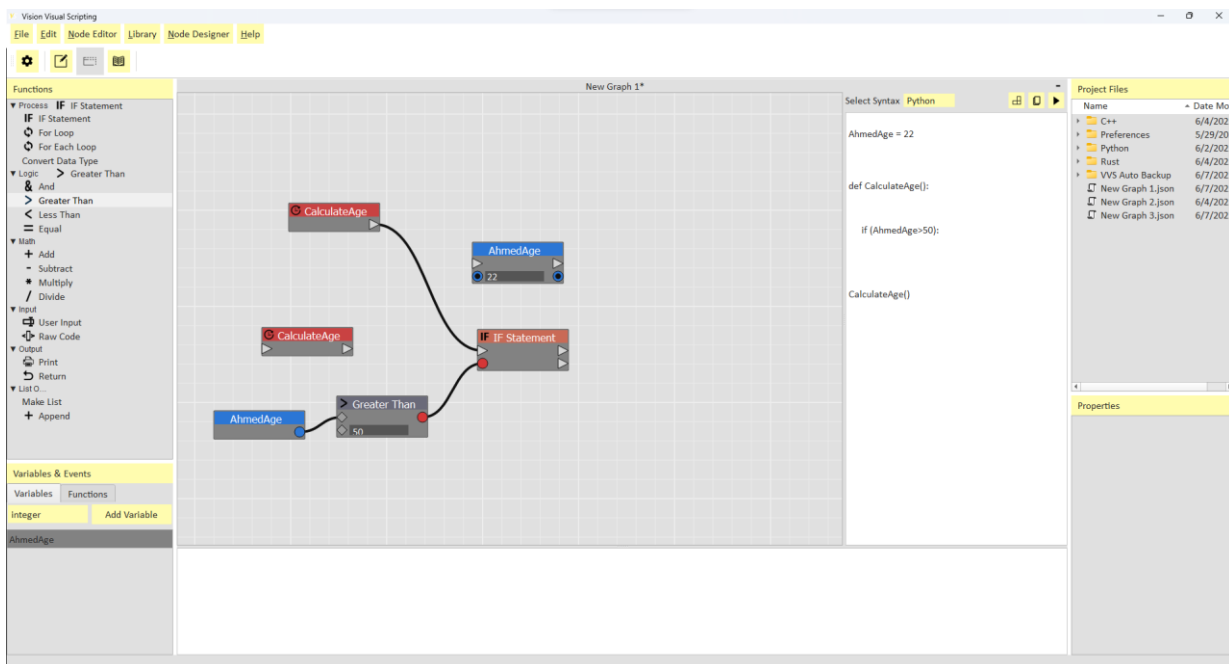 Vision Visual Scripting
File Edit Node Editor Library Node Designer Help
Functions
Process IF IF Statement
IF IF Statement
For Loop
For Each Loop
Convert Data Type
Logic > Greater Than
& And
> Greater Than
< Less Than
= Equal
Math
+ Add
- Subtract
* Multiply
/ Divide
Input
User Input
Raw Code
Output
Print
Return
List O...
Make List
+ Append
Variables & Events
Variables Functions
Integer Add Variable
AhmedAge
New Graph 1*
CalculateAge
AhmedAge
22
CalculateAge
IF IF Statement
> Greater Than
AhmedAge
50
Select Syntax Python
AhmedAge = 22
def CalculateAge():
if (AhmedAge>50):
CalculateAge()
Project Files
Name Date Mo
C++ 6/4/202
Preferences 5/29/20
Python 6/2/202
Rust 6/4/202
VVS Auto Backup 6/7/202
New Graph 1.json 6/7/202
New Graph 2.json 6/4/202
New Graph 3.json 6/7/202
Properties